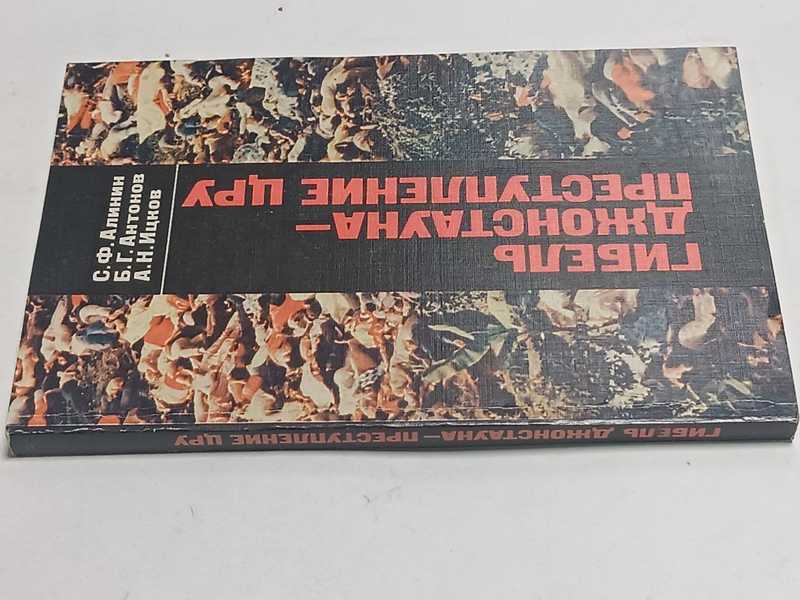 С.Ф.Алинин
Б.Г.Антонов
А.Н.Ицков
ГИБЕЛЬ
ДЖОНСТАУНА—
ПРЕСТУПЛЕНИЕ ЦРУ
ГИБЕЛЬ ДЖОНСТАУНА—ПРЕСТУПЛЕНИЕ ЦРУ